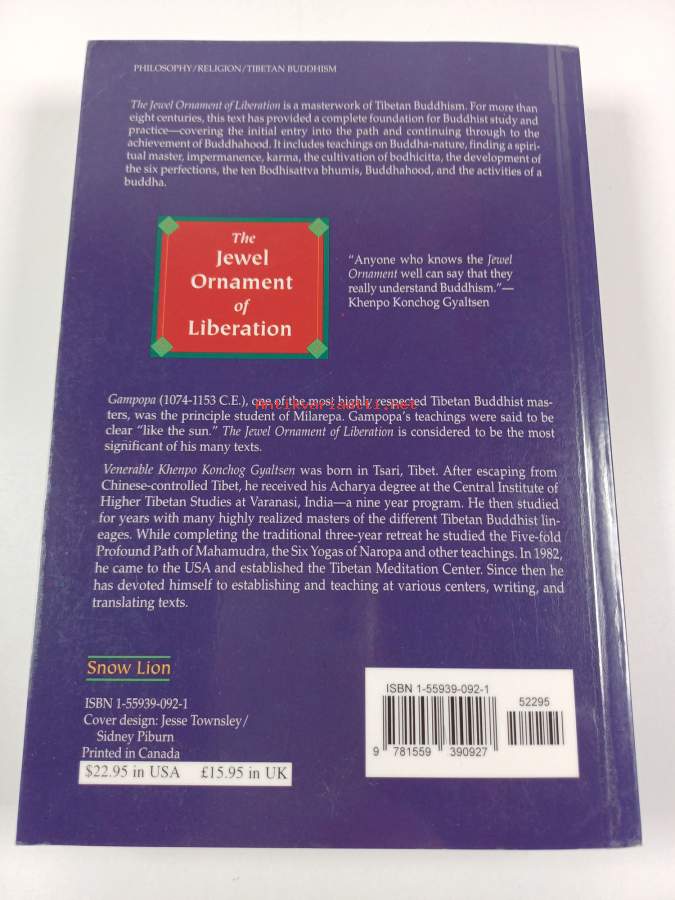 PHILOSOPHY/RELIGION/TIBETAN BUDDHISM
The Jewel Ornament of Liberation is a masterwork of Tibetan Buddhism. For more than
eight centuries, this text has provided a complete foundation for Buddhist study and
practice—covering the initial entry into the path and continuing through to the
achievement of Buddhahood. It includes teachings on Buddha-nature, finding a spiri-
tual master, impermanence, karma, the cultivation of bodhicitta, the development of
the six perfections, the ten Bodhisattva bhumis, Buddhahood, and the activities of a
buddha.
The
Jewel
Ornament
of
Liberation
"Anyone who knows the Jewel
Ornament well can say that they
really understand Buddhism."—
Khenpo Konchog Gyaltsen
Gampopa (1074-1153 C.E.), one of the most highly respected Tibetan Buddhist mas-
Antikvariaatti.net
ters, was the principle student of Milarepa. Gampopa's teachings were said to be
clear "like the sun." The Jewel Ornament of Liberation is considered to be the most
significant of his many texts.
Venerable Khenpo Konchog Gyaltsen was born in Tsari, Tibet. After escaping from
Chinese-controlled Tibet, he received his Acharya degree at the Central Institute of
Higher Tibetan Studies at Varanasi, India—a nine year program. He then studied
for years with many highly realized masters of the different Tibetan Buddhist lin-
eages. While completing the traditional three-year retreat he studied the Five-fold
Profound Path of Mahamudra, the Six Yogas of Naropa and other teachings. In 1982,
he came to the USA and established the Tibetan Meditation Center. Since then he
has devoted himself to establishing and teaching at various centers, writing, and
translating texts.
Snow Lion
ISBN 1-55939-092-1
Cover design: Jesse Townsley/
Sidney Piburn
Printed in Canada
$22.95 in USA £15.95 in UK
ISBN 1-55939-092-1
52295
9 781559 390927